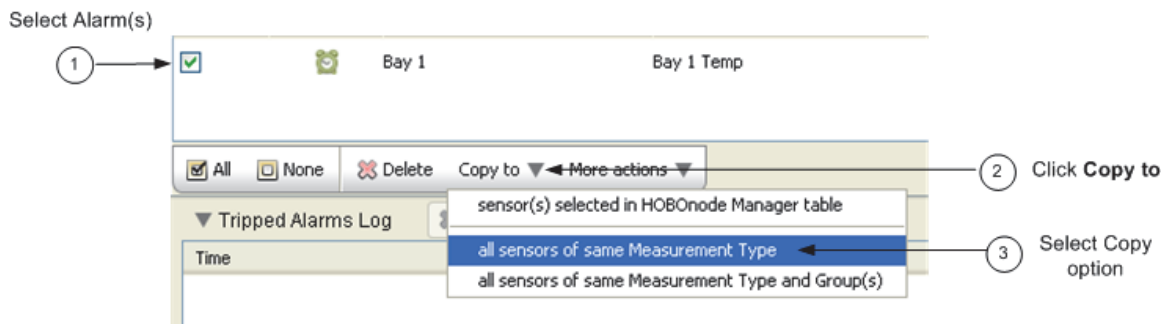 Select Alarm(s)
1
Bay 1 Bay 1 Temp
All None Delete Copy to More actions
2 Click Copy to
sensor(s) selected in HOBOnode Manager table
Tripped Alarms Log
all sensors of same Measurement Type
3 Select Copy option
Time
all sensors of same Measurement Type and Group(s)